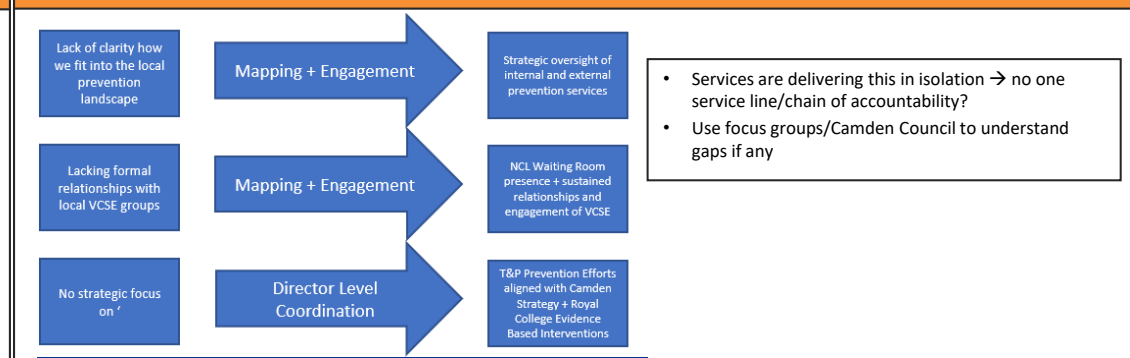 Lack of clarity how
we fit into the local
prevention
landscape
Mapping + Engagement
Strategic oversight of
internal and external
prevention services
Lacking formal
relationships with
local VCSE groups
Mapping + Engagement
NCL Waiting Room
presence + sustained
relationships and
engagement of VCSE
No strategic focus
on ‘
Director Level
Coordination
T&P Prevention Efforts
aligned with Camden
Strategy + Royal
College Evidence
Based Interventions
• Services are delivering this in isolation → no one
service line/chain of accountability?
• Use focus groups/Camden Council to understand
gaps if any